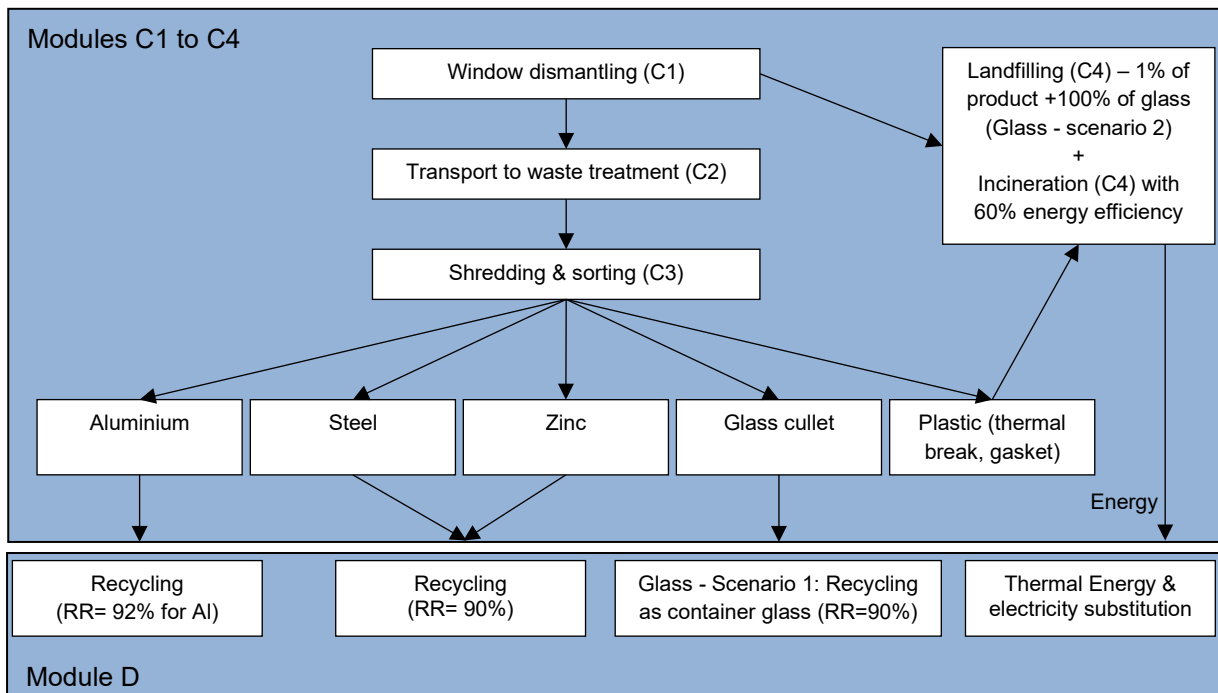 Modules C1 to C4
Window dismantling (C1)
Transport to waste treatment (C2)
Shredding & sorting (C3)
Landfilling (C4) – 1% of
product +100% of glass
(Glass - scenario 2)
+
Incineration (C4) with
60% energy efficiency
Aluminium
Steel
Zinc
Glass cullet
Plastic (thermal
break, gasket)
Energy
Recycling
(RR= 92% for Al)
Recycling
(RR= 90%)
Glass - Scenario 1: Recycling
as container glass (RR=90%)
Thermal Energy &
electricity substitution
Module D